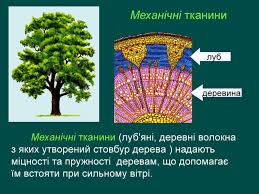 Механічні тканини
луб
деревина
Механічні тканини (луб'яні, деревні волокна
з яких утворений стовбур дерева ) надають
міцності та пружності деревам, що допомагає
їм встояти при сильному вітрі.